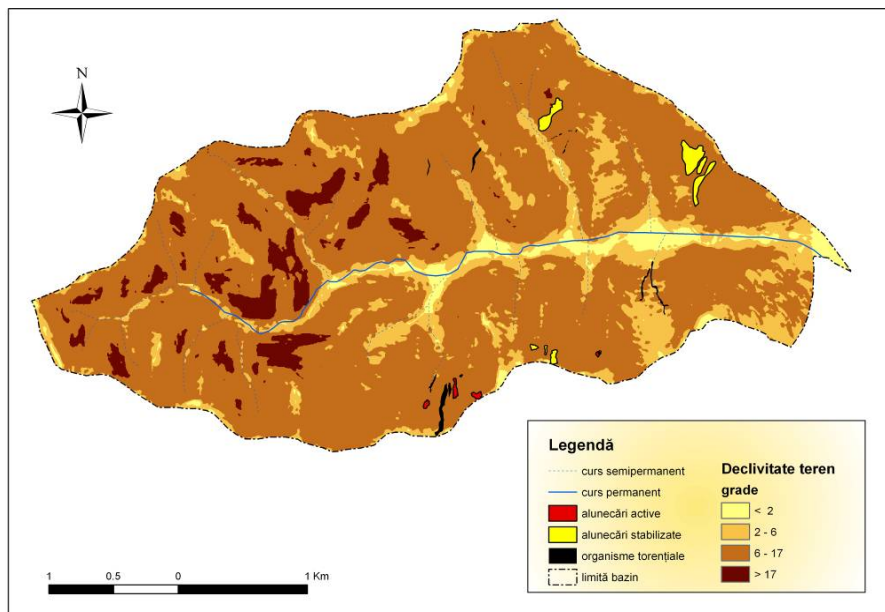 N
Legendă
curs semipermanent
curs permanent
alunecări active
alunecări stabilizate
organisme torențiale
limită bazin
Declivitate teren
grade
< 2
2 - 6
6 - 17
> 17
1 0.5 0 1 Km